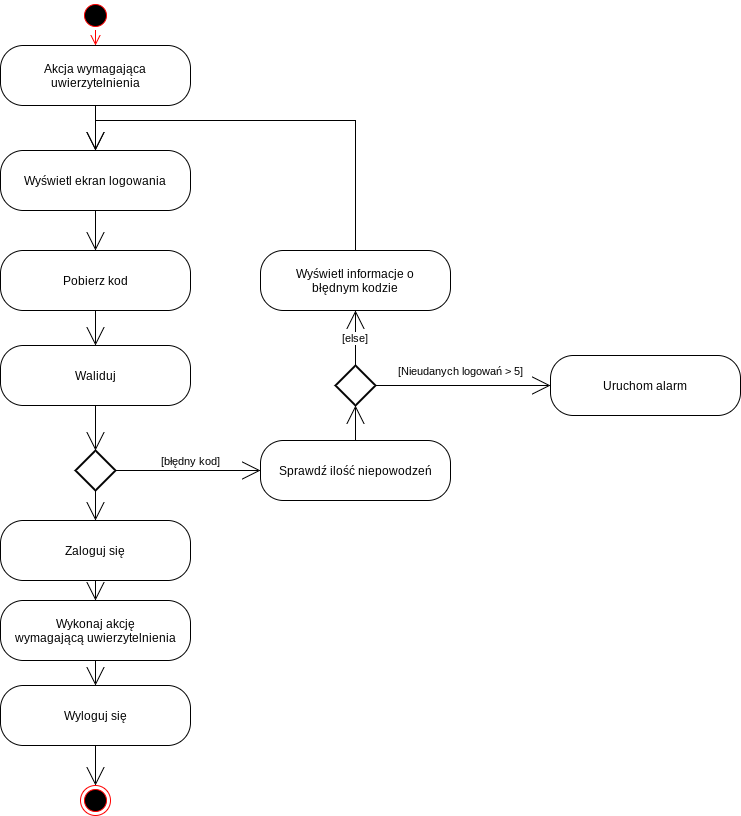 Akcja wymagająca
uwierzytelnienia
Wyświetl ekran logowania
Pobierz kod
Wyświetl informacje o
błędnym kodzie
[else]
Waliduj
[Nieudanych logowań > 5]
Uruchom alarm
[błędny kod]
Sprawdź ilość niepowodzeń
Zaloguj się
Wykonaj akcję
wymagającą uwierzytelnienia
Wyloguj się